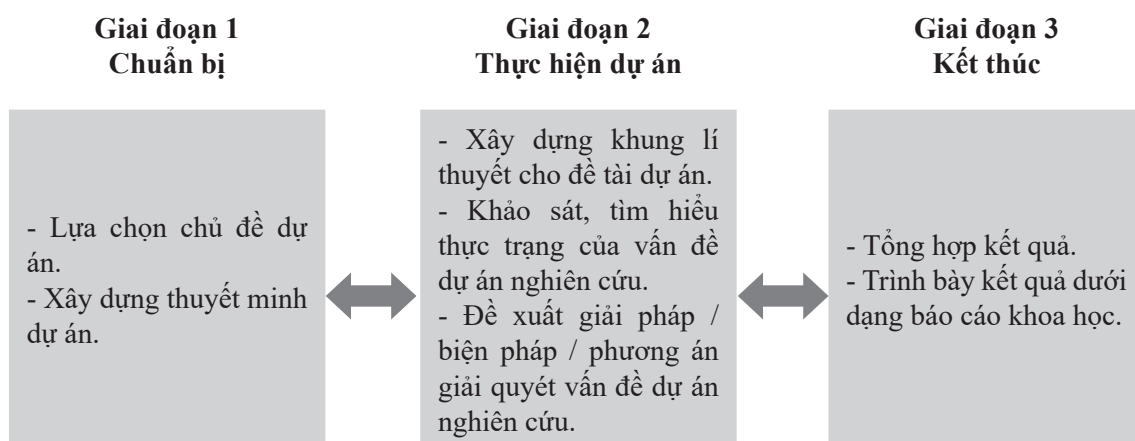 Giai đoạn 1
Chuẩn bị
Giai đoạn 2
Thực hiện dự án
Giai đoạn 3
Kết thúc
- Lựa chọn chủ đề dự
án.
- Xây dựng thuyết minh
dự án.
- Xây dựng khung lí
thuyết cho đề tài dự án.
- Khảo sát, tìm hiểu
thực trạng của vấn đề
dự án nghiên cứu.
- Đề xuất giải pháp /
biện pháp / phương án
giải quyết vấn đề dự án
nghiên cứu.
- Tổng hợp kết quả.
- Trình bày kết quả dưới
dạng báo cáo khoa học.